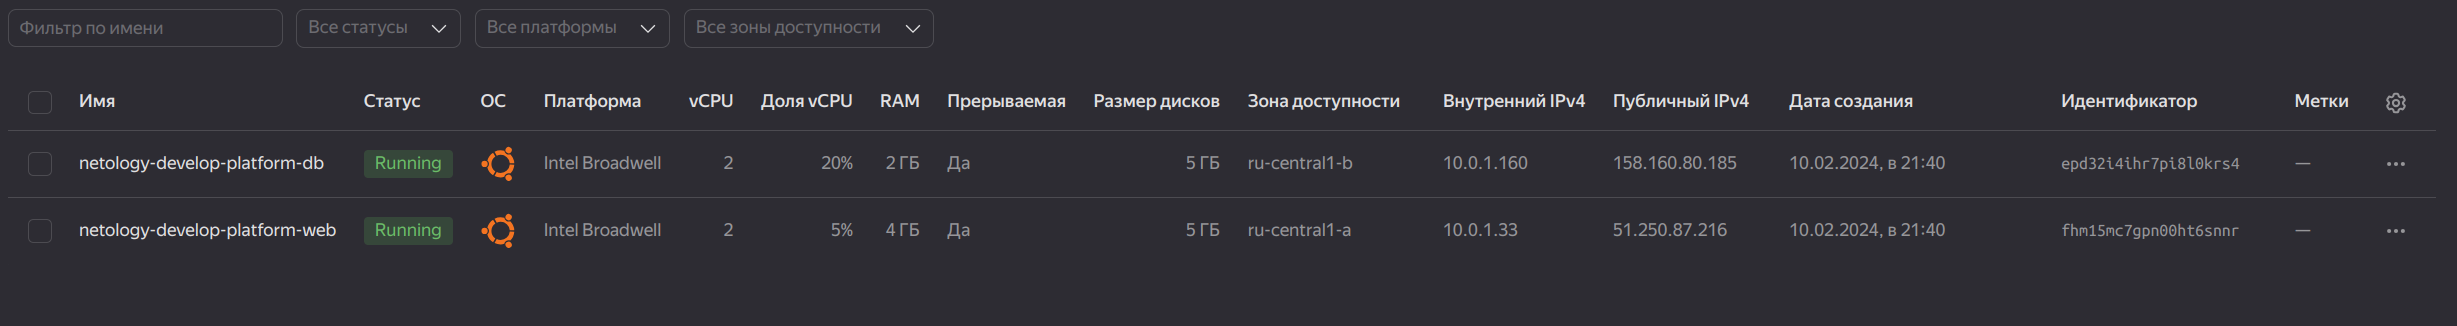 Фильтр по имени Все статусы Все платформы Все зоны доступности
Имя Статус ОС Платформа vCPU Доля vCPU RAM Прерываемая Размер дисков Зона доступности Внутренний IPv4 Публичный IPv4 Дата создания Идентификатор Метки
netology-develop-platform-db Running Intel Broadwell 2 20% 2 ГБ Да 5 ГБ ru-central1-b 10.0.1.160 158.160.80.185 10.02.2024, в 21:40 epd32i4ihr7pi8l0krs4 —
netology-develop-platform-web Running Intel Broadwell 2 5% 4 ГБ Да 5 ГБ ru-central1-a 10.0.1.33 51.250.87.216 10.02.2024, в 21:40 fhm15mc7gpn00ht6snnr —